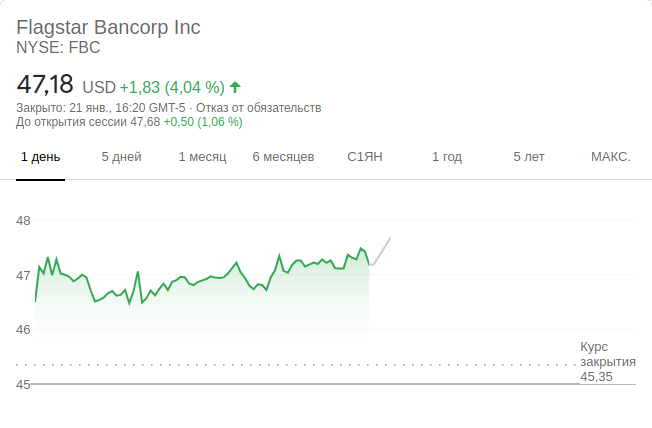 Flagstar Bancorp Inc
NYSE: FBC
47,18 USD +1,83 (4,04 %)
Закрыто: 21 янв., 16:20 GMT-5 · Отказ от обязательств
До открытия сессии 47,68 +0,50 (1,06 %)
1 день 5 дней 1 месяц 6 месяцев С1ЯН 1 год 5 лет МАКС.
48
47
46
Курс
закрытия
45,35
45